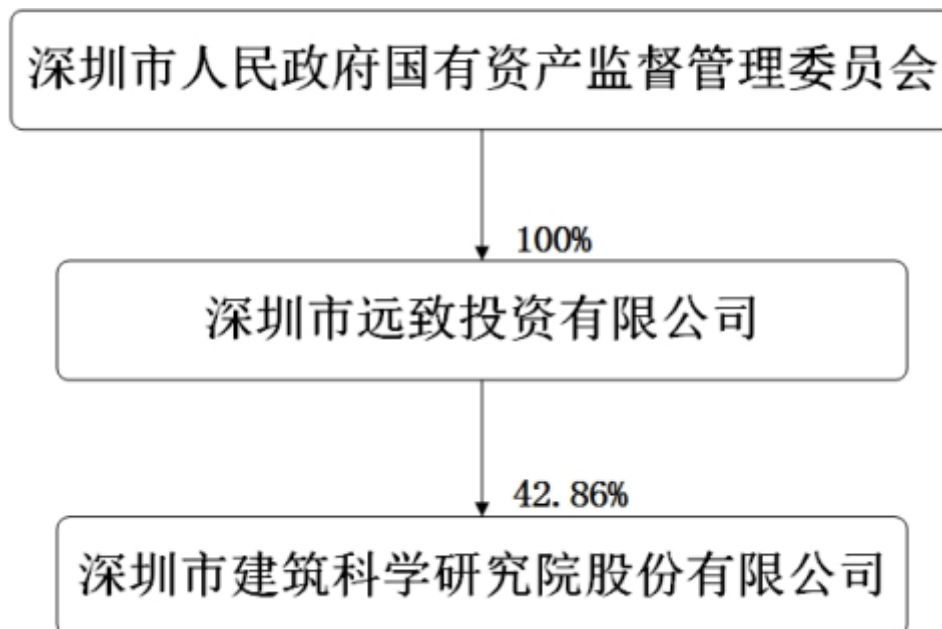 深圳市人民政府国有资产监督管理委员会
100%
深圳市远致投资有限公司
42.86%
深圳市建筑科学研究院股份有限公司